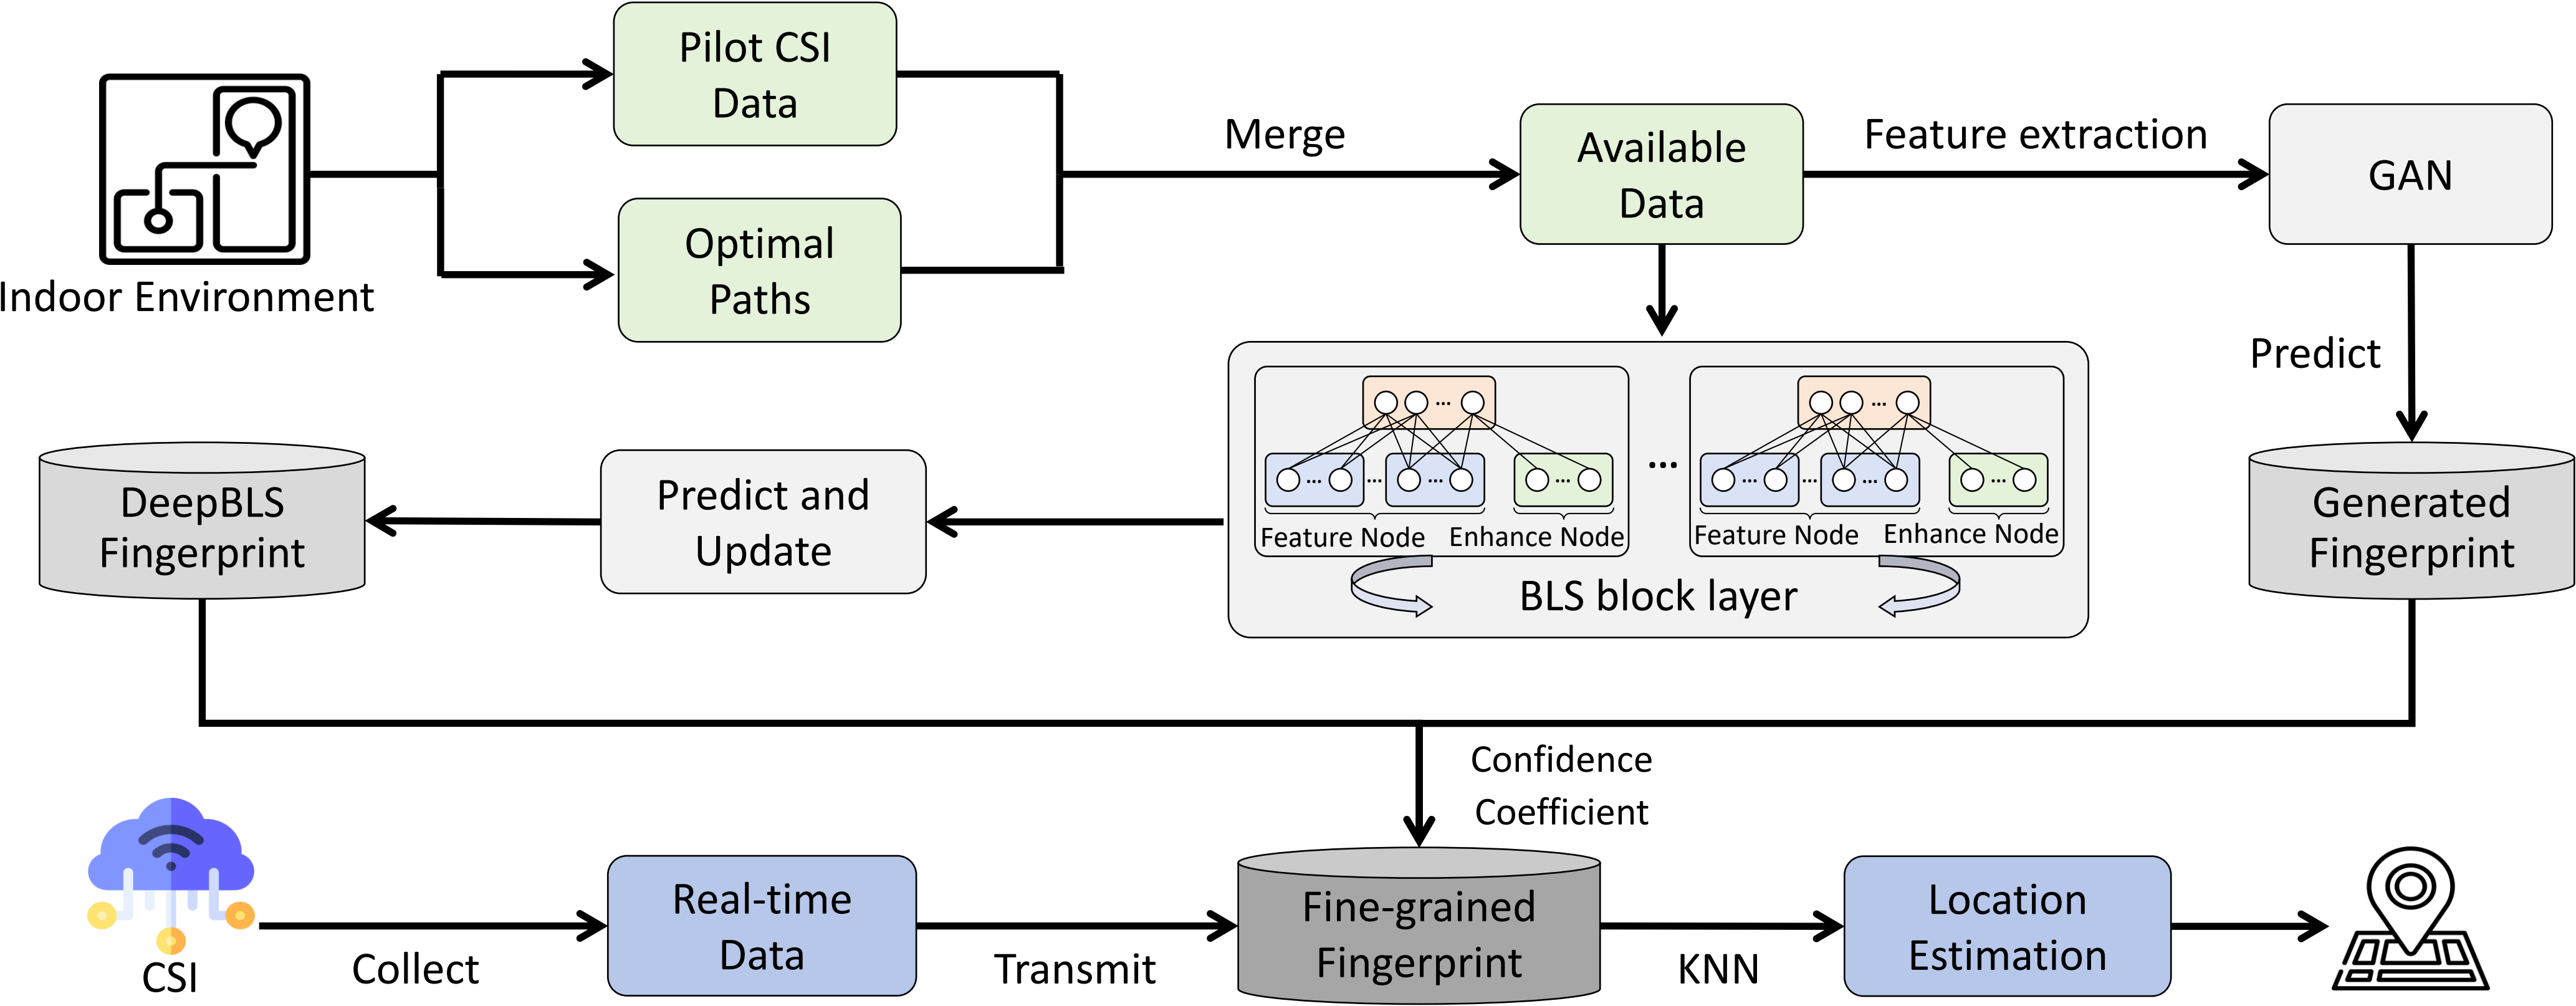 Pilot CSI
Data
Optimal
Paths
Indoor Environment
Merge
Available
Data
Feature extraction
GAN
Predict
Generated
Fingerprint
... ...
... ... ... ...
Feature Node Enhance Node
...
... ...
... ... ... ...
Feature Node Enhance Node
BLS block layer
Predict and
Update
DeepBLS
Fingerprint
Confidence
Coefficient
CSI
Collect
Real-time
Data
Transmit
Fine-grained
Fingerprint
KNN
Location
Estimation